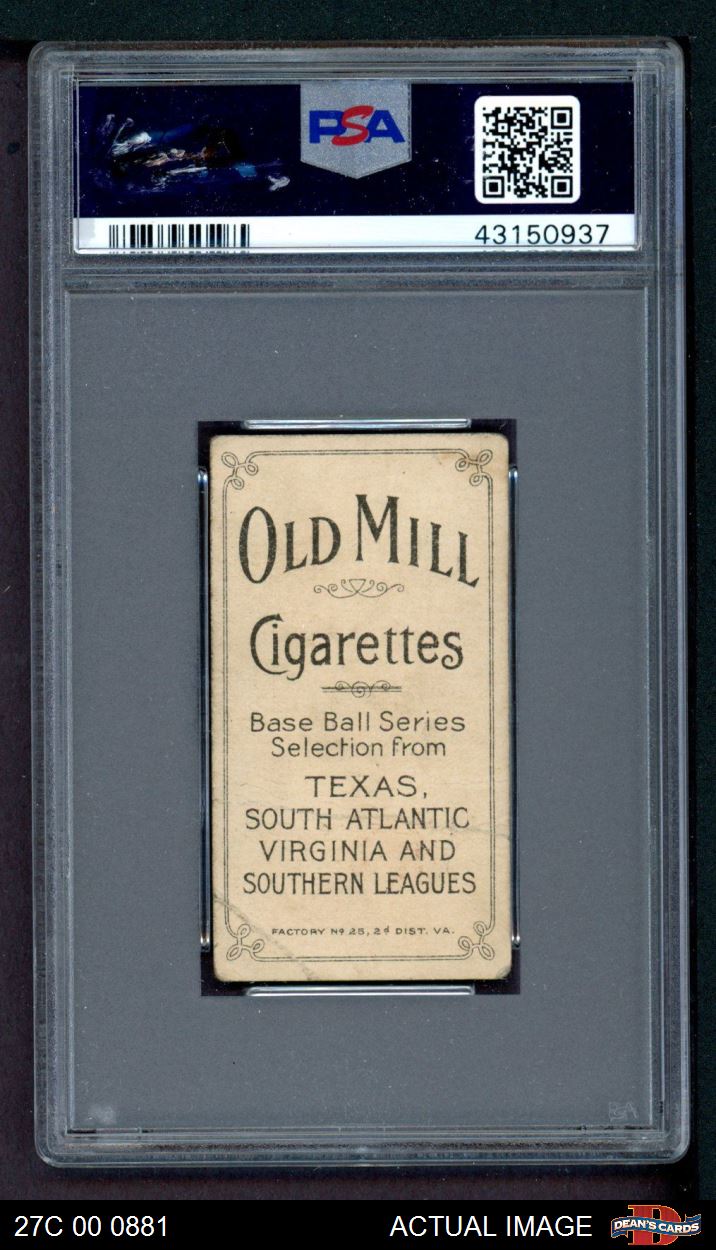 PSA
43150937
OLD MILL
Cigarettes
Base Ball Series
Selection from
TEXAS,
SOUTH ATLANTIC
VIRGINIA AND
SOUTHERN LEAGUES
FACTORY Nº 25, 2d DIST. VA.
PSA
27C 00 0881
ACTUAL IMAGE
D
DEAN'S CARDS